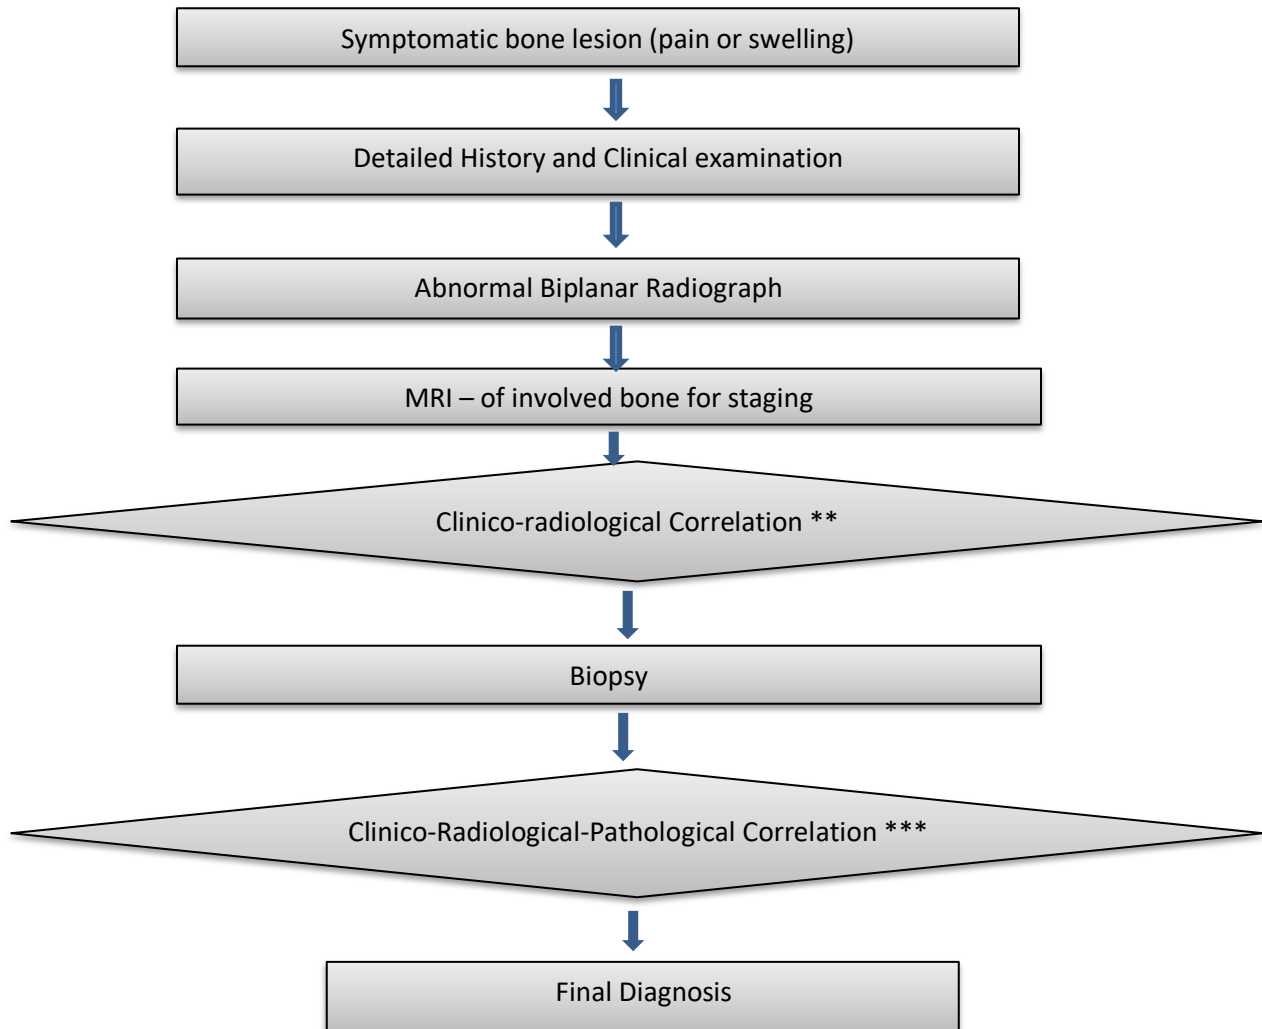 Symptomatic bone lesion (pain or swelling)
Detailed History and Clinical examination
Abnormal Biplanar Radiograph
MRI – of involved bone for staging
Clinico-radiological Correlation **
Biopsy
Clinico-Radiological-Pathological Correlation ***
Final Diagnosis